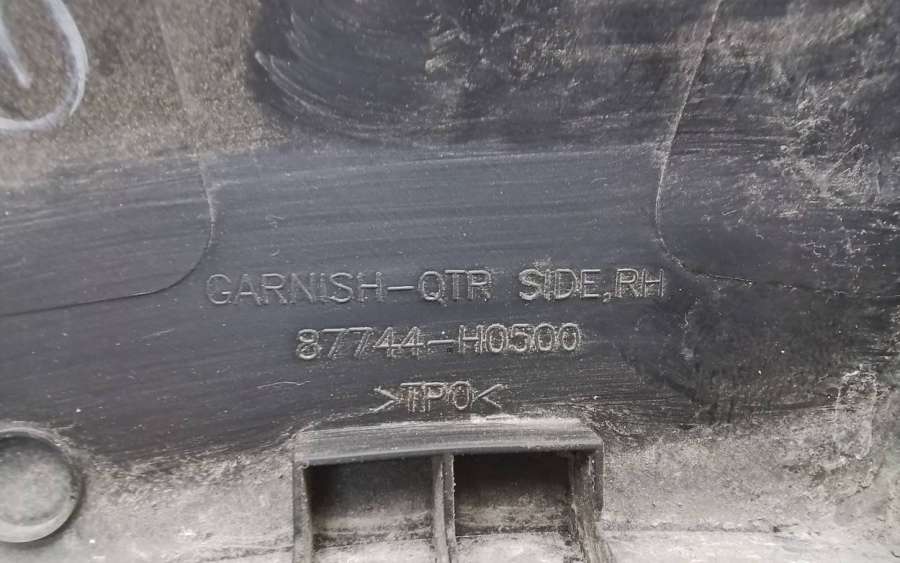 GARNISH-QTR SIDE,RH
87744-H0500
>TPO<